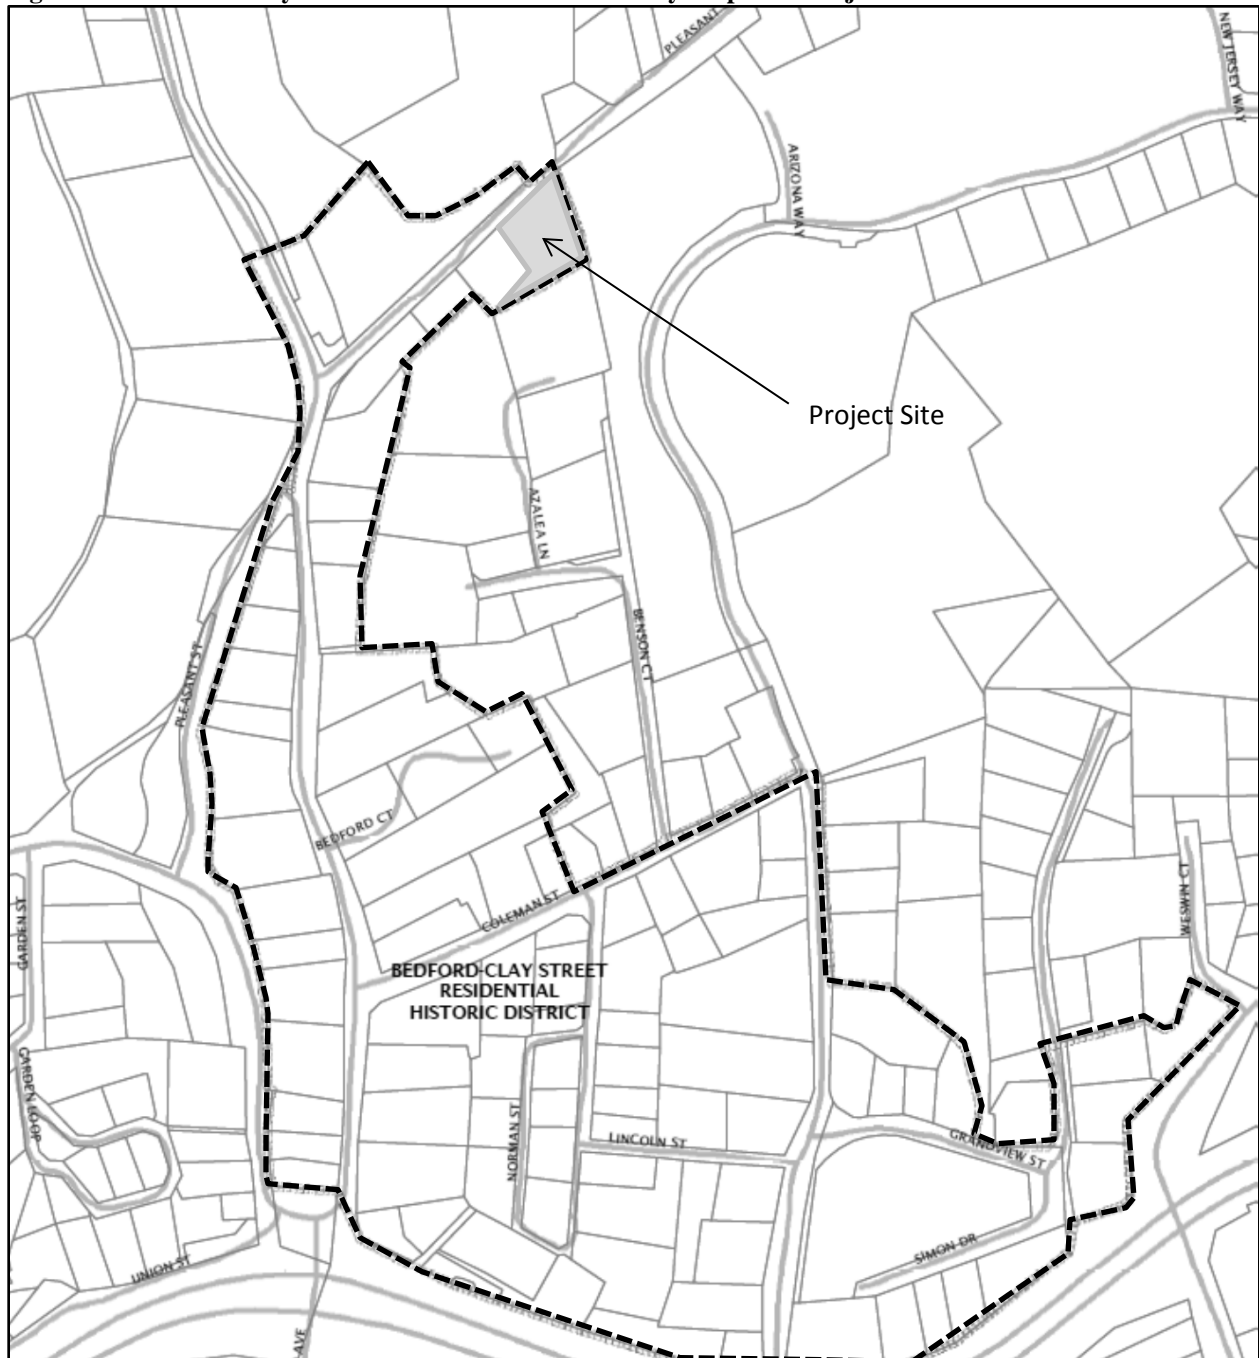 PLEASANT
NEW JERSEY WAY
ARIZONA WAY
Project Site
AZALEA LN
BENSON CT
PLEASANT ST
BEDFORD CT
WESWIN CT
GARDEN ST
COLEMAN ST
BEDFORD-CLAY STREET
RESIDENTIAL
HISTORIC DISTRICT
GARDEN LOOP
NORMAN ST
LINCOLN ST
GRANDVIEW ST
SIMON DR
UNION ST
AVE